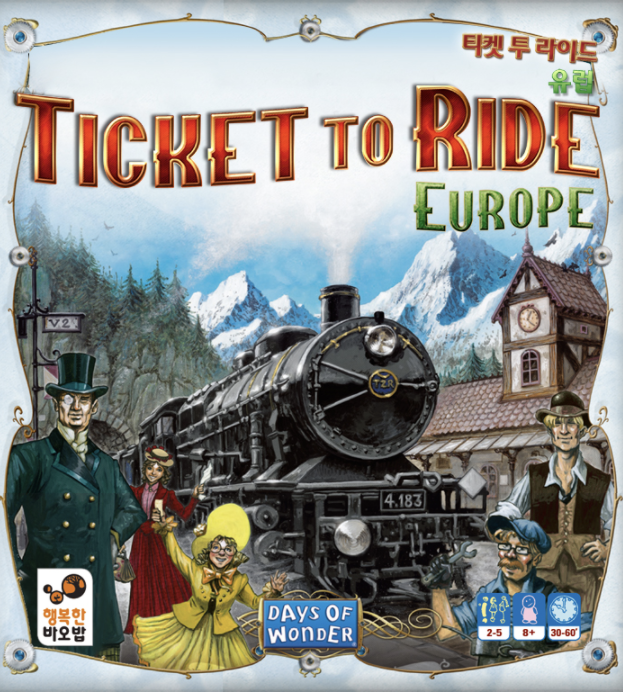 티켓 투 라이드
유럽
TICKET TO RIDE
EUROPE
V.2
T2R
4.183
행복한
바오밥
DAYS OF
WONDER
2-5
8+
30-60'